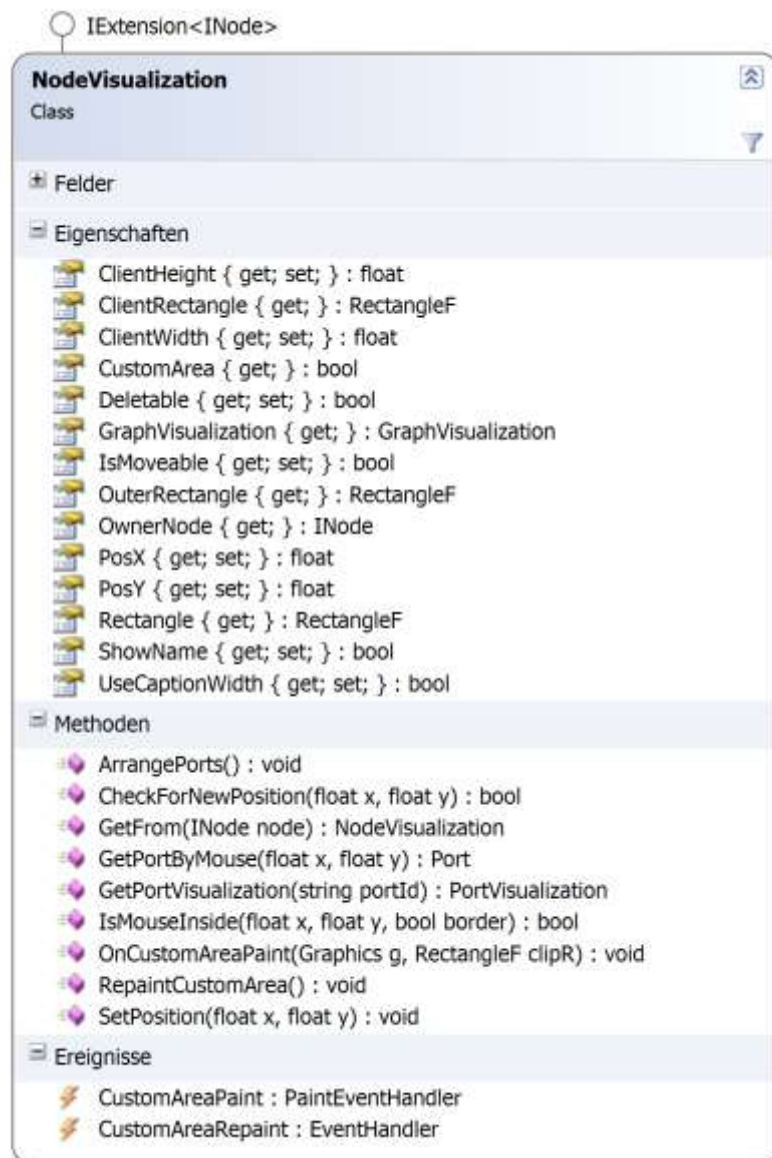 IExtension<INode>
NodeVisualization
Class
Felder
Eigenschaften
ClientHeight { get; set; } : float
ClientRectangle { get; } : RectangleF
ClientWidth { get; set; } : float
CustomArea { get; } : bool
Deletable { get; set; } : bool
GraphVisualization { get; } : GraphVisualization
IsMoveable { get; set; } : bool
OuterRectangle { get; } : RectangleF
OwnerNode { get; } : INode
PosX { get; set; } : float
PosY { get; set; } : float
Rectangle { get; } : RectangleF
ShowName { get; set; } : bool
UseCaptionWidth { get; set; } : bool
Methoden
ArrangePorts() : void
CheckForNewPosition(float x, float y) : bool
GetFrom(INode node) : NodeVisualization
GetPortByMouse(float x, float y) : Port
GetPortVisualization(string portId) : PortVisualization
IsMouseInside(float x, float y, bool border) : bool
OnCustomAreaPaint(Graphics g, RectangleF clipR) : void
RepaintCustomArea() : void
SetPosition(float x, float y) : void
Ereignisse
CustomAreaPaint : PaintEventHandler
CustomAreaRepaint : EventHandler